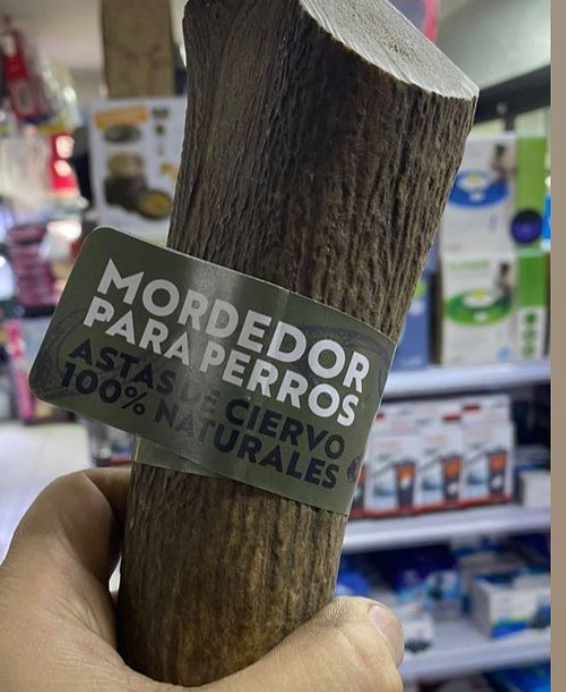 MORDEDOR
PARA PERROS
ASTAS DE CIERVO
100% NATURALES